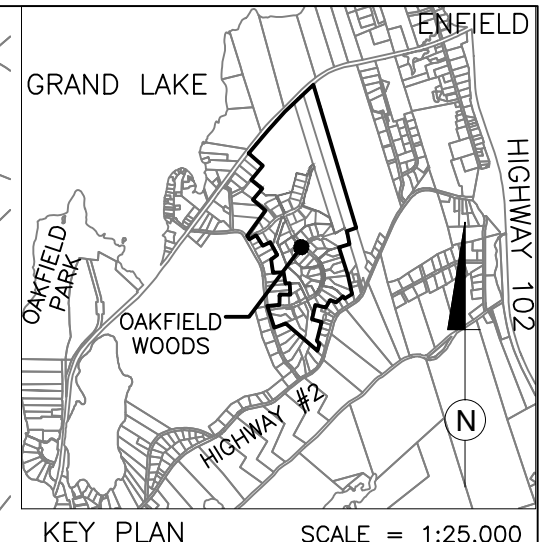 ENFIELD
GRAND LAKE
HIGHWAY 102
OAKFIELD
PARK
OAKFIELD
WOODS
HIGHWAY #2
N
KEY PLAN
SCALE = 1:25,000